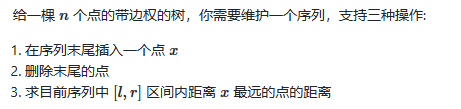 给一棵 n 个点的带边权的树，你需要维护一个序列，支持三种操作:
1. 在序列末尾插入一个点 x
2. 删除末尾的点
3. 求目前序列中 [l, r] 区间内距离 x 最远的点的距离